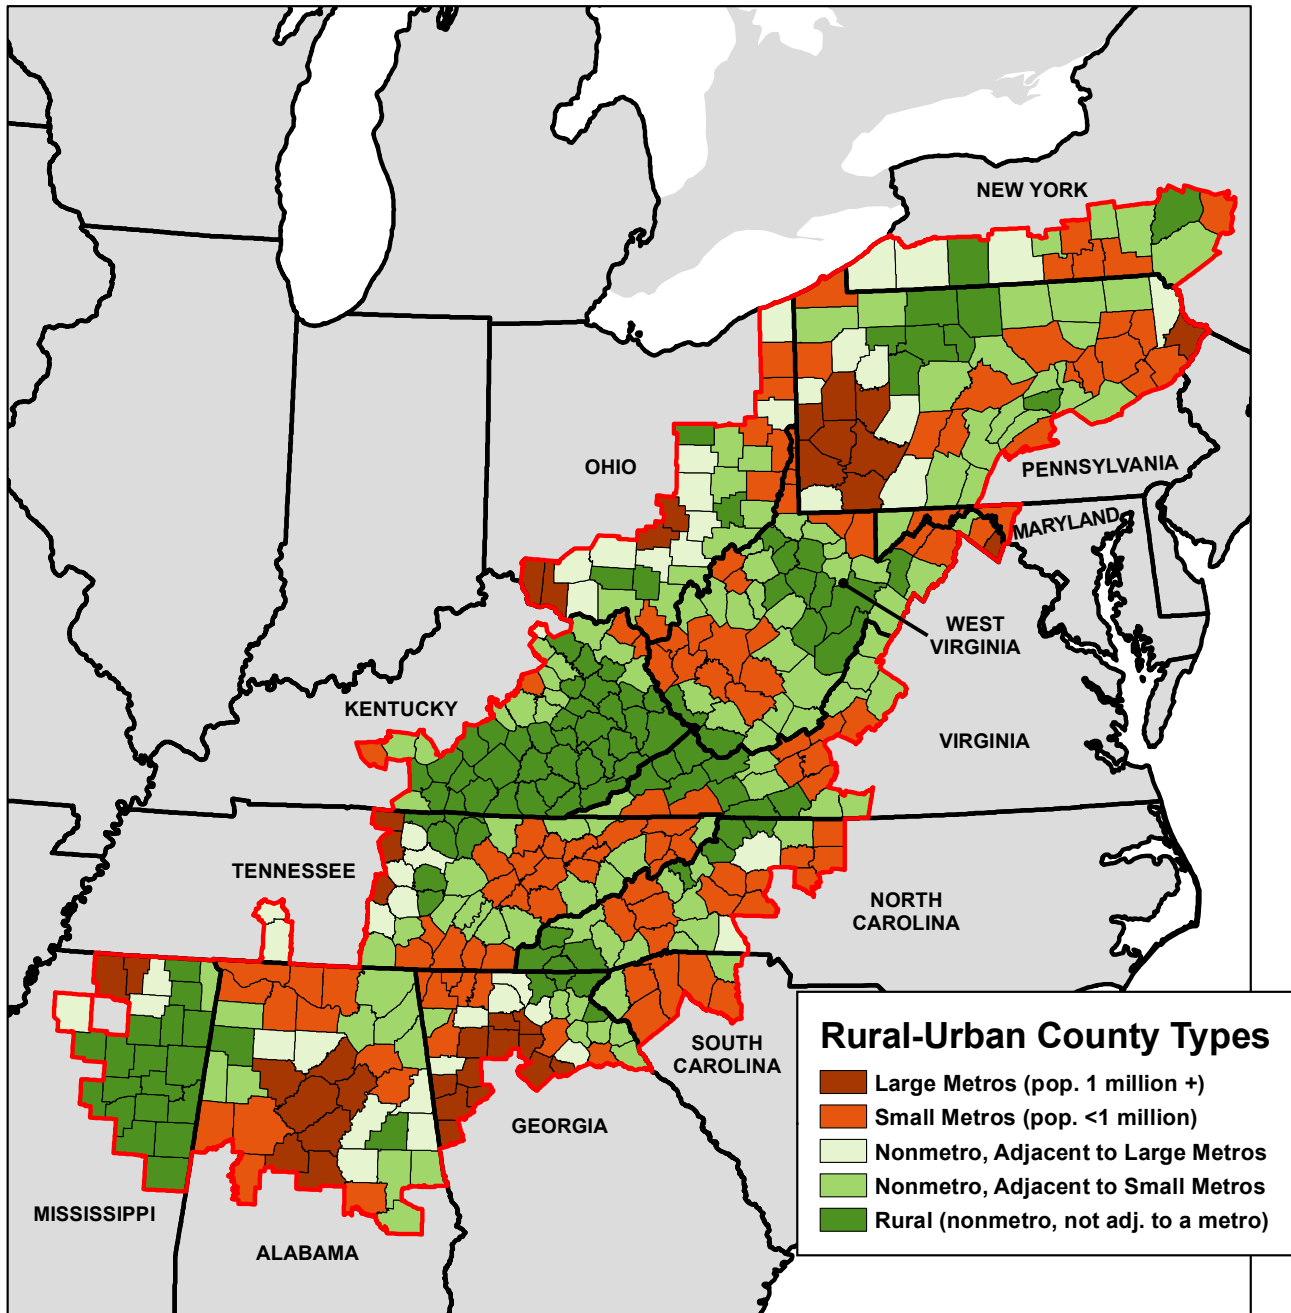 NEW YORK
OHIO
PENNSYLVANIA
MARYLAND
WEST
VIRGINIA
KENTUCKY
VIRGINIA
TENNESSEE
NORTH
CAROLINA
SOUTH
CAROLINA
GEORGIA
MISSISSIPPI
ALABAMA
Rural-Urban County Types
Large Metros (pop. 1 million +)
Small Metros (pop. <1 million)
Nonmetro, Adjacent to Large Metros
Nonmetro, Adjacent to Small Metros
Rural (nonmetro, not adj. to a metro)